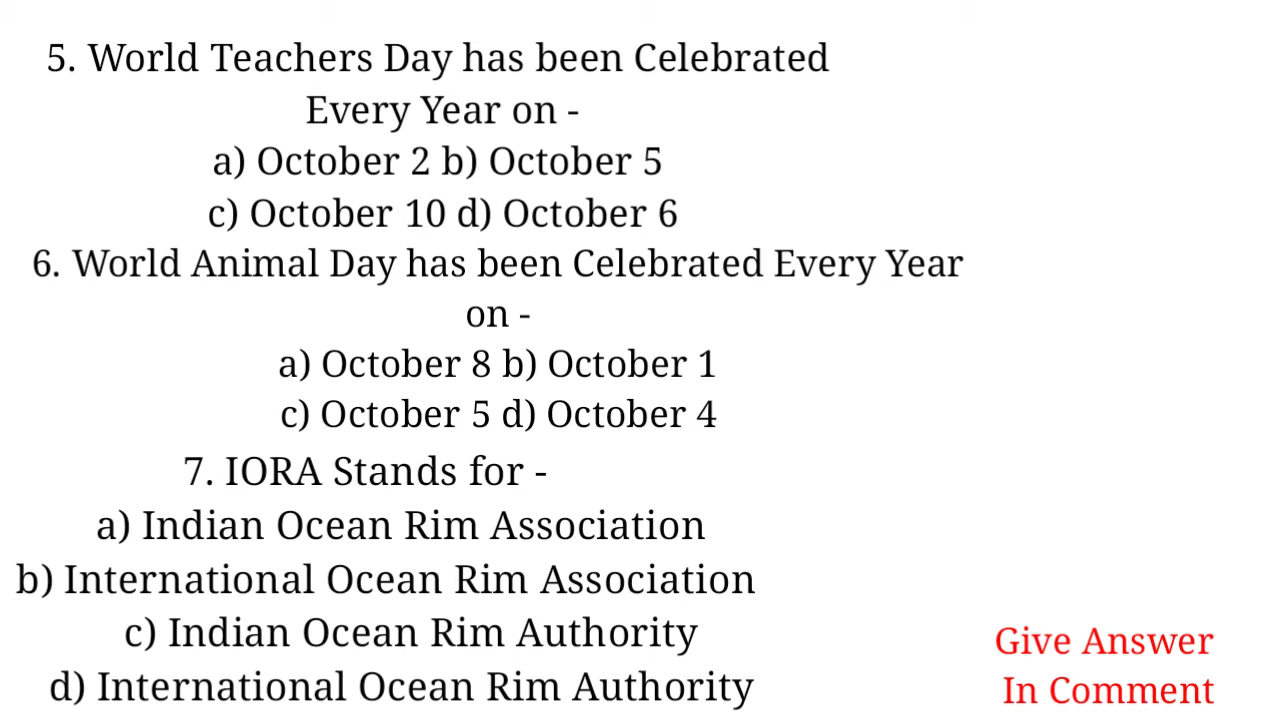 5. World Teachers Day has been Celebrated
Every Year on -
a) October 2 b) October 5
c) October 10 d) October 6
6. World Animal Day has been Celebrated Every Year
on -
a) October 8 b) October 1
c) October 5 d) October 4
7. IORA Stands for -
a) Indian Ocean Rim Association
b) International Ocean Rim Association
c) Indian Ocean Rim Authority
d) International Ocean Rim Authority
Give Answer
In Comment